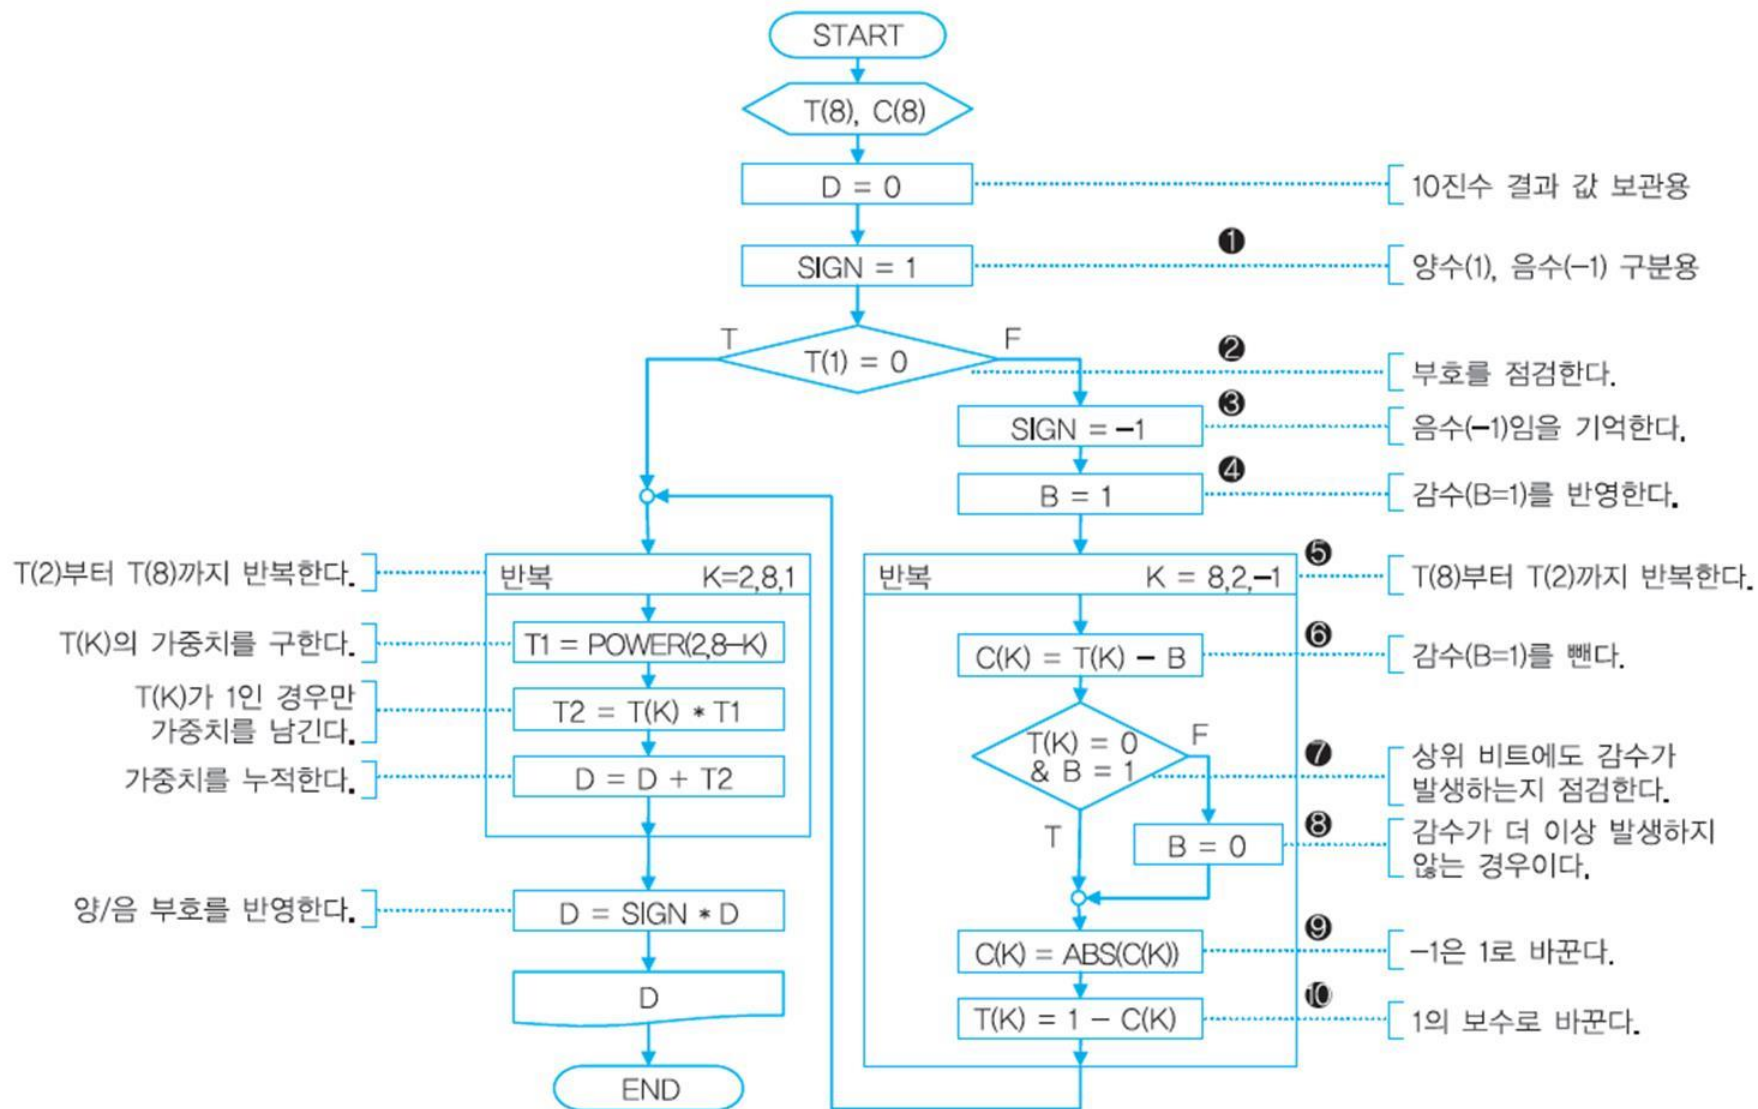 START
T(8), C(8)
D = 0
10진수 결과 값 보관용
❶
SIGN = 1
양수(1), 음수(−1) 구분용
T
F
T(1) = 0
❷
부호를 점검한다.
❸
SIGN = −1
음수(−1)임을 기억한다.
❹
B = 1
감수(B=1)를 반영한다.
T(2)부터 T(8)까지 반복한다.
반복 K=2,8,1
T(K)의 가중치를 구한다.
T1 = POWER(2,8−K)
T(K)가 1인 경우만
가중치를 남긴다.
T2 = T(K) * T1
가중치를 누적한다.
D = D + T2
양/음 부호를 반영한다.
D = SIGN * D
D
END
❺
반복 K = 8,2,−1
T(8)부터 T(2)까지 반복한다.
❻
C(K) = T(K) − B
감수(B=1)를 뺀다.
T(K) = 0
& B = 1
F
T
❼
상위 비트에도 감수가
발생하는지 점검한다.
❽
B = 0
감수가 더 이상 발생하지
않는 경우이다.
❾
C(K) = ABS(C(K))
−1은 1로 바꾼다.
❿
T(K) = 1 − C(K)
1의 보수로 바꾼다.